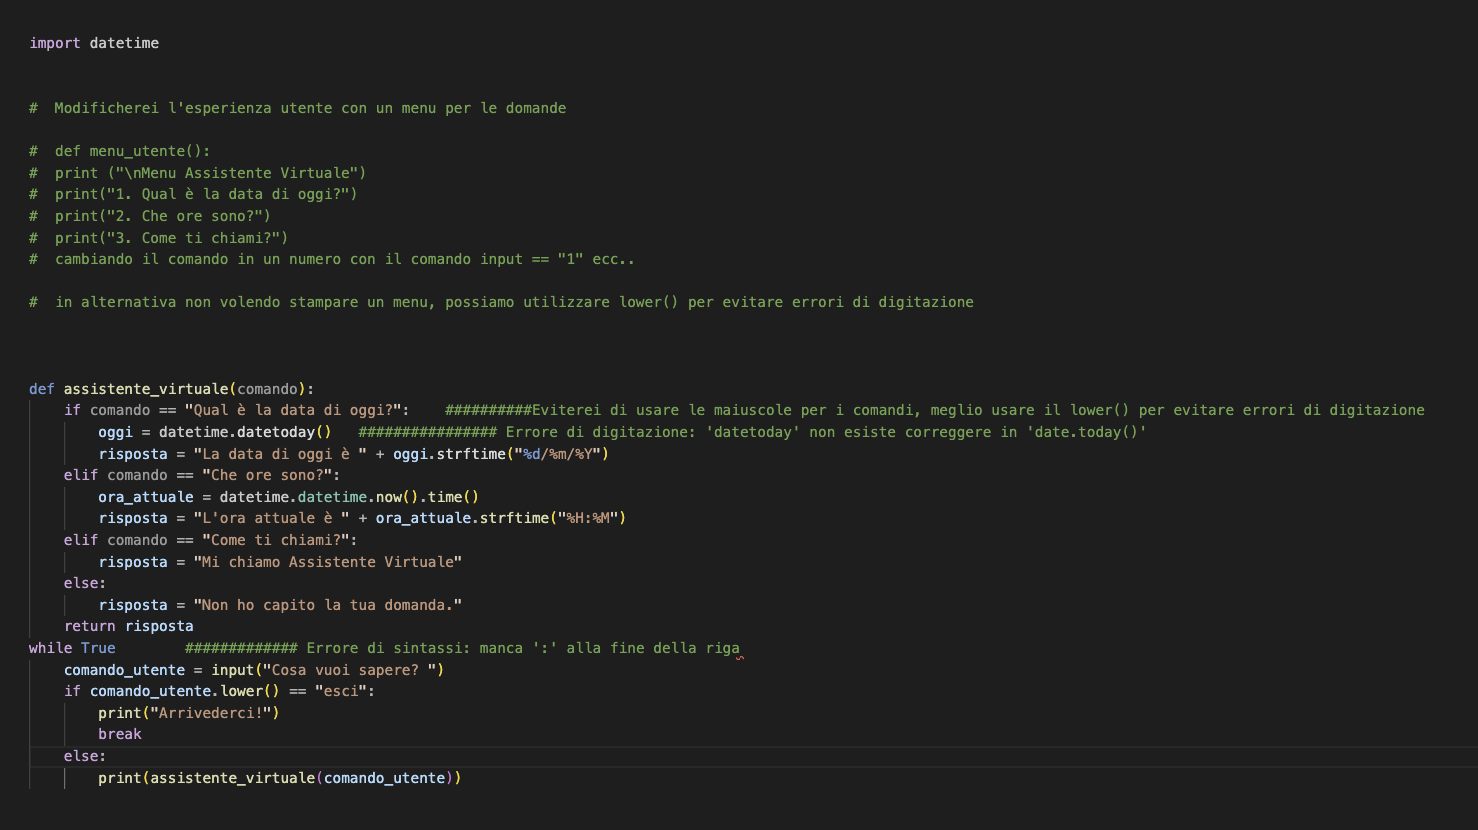 import datetime
#  Modificherei l'esperienza utente con un menu per le domande
#  def menu_utente():
#  print ("\nMenu Assistente Virtuale")
#  print("1. Qual è la data di oggi?")
#  print("2. Che ore sono?")
#  print("3. Come ti chiami?")
#  cambiando il comando in un numero con il comando input == "1" ecc..
#  in alternativa non volendo stampare un menu, possiamo utilizzare lower() per evitare errori di digitazione
def assistente_virtuale(comando):
    if comando == "Qual è la data di oggi?":    ##########Eviterei di usare le maiuscole per i comandi, meglio usare il lower() per evitare errori di digitazione
        oggi = datetime.datetoday()   ################ Errore di digitazione: 'datetoday' non esiste correggere in 'date.today()'
        risposta = "La data di oggi è " + oggi.strftime("%d/%m/%Y")
    elif comando == "Che ore sono?":
        ora_attuale = datetime.datetime.now().time()
        risposta = "L'ora attuale è " + ora_attuale.strftime("%H:%M")
    elif comando == "Come ti chiami?":
        risposta = "Mi chiamo Assistente Virtuale"
    else:
        risposta = "Non ho capito la tua domanda."
    return risposta
while True        ############# Errore di sintassi: manca ':' alla fine della riga
    comando_utente = input("Cosa vuoi sapere? ")
    if comando_utente.lower() == "esci":
        print("Arrivederci!")
        break
    else:
        print(assistente_virtuale(comando_utente))